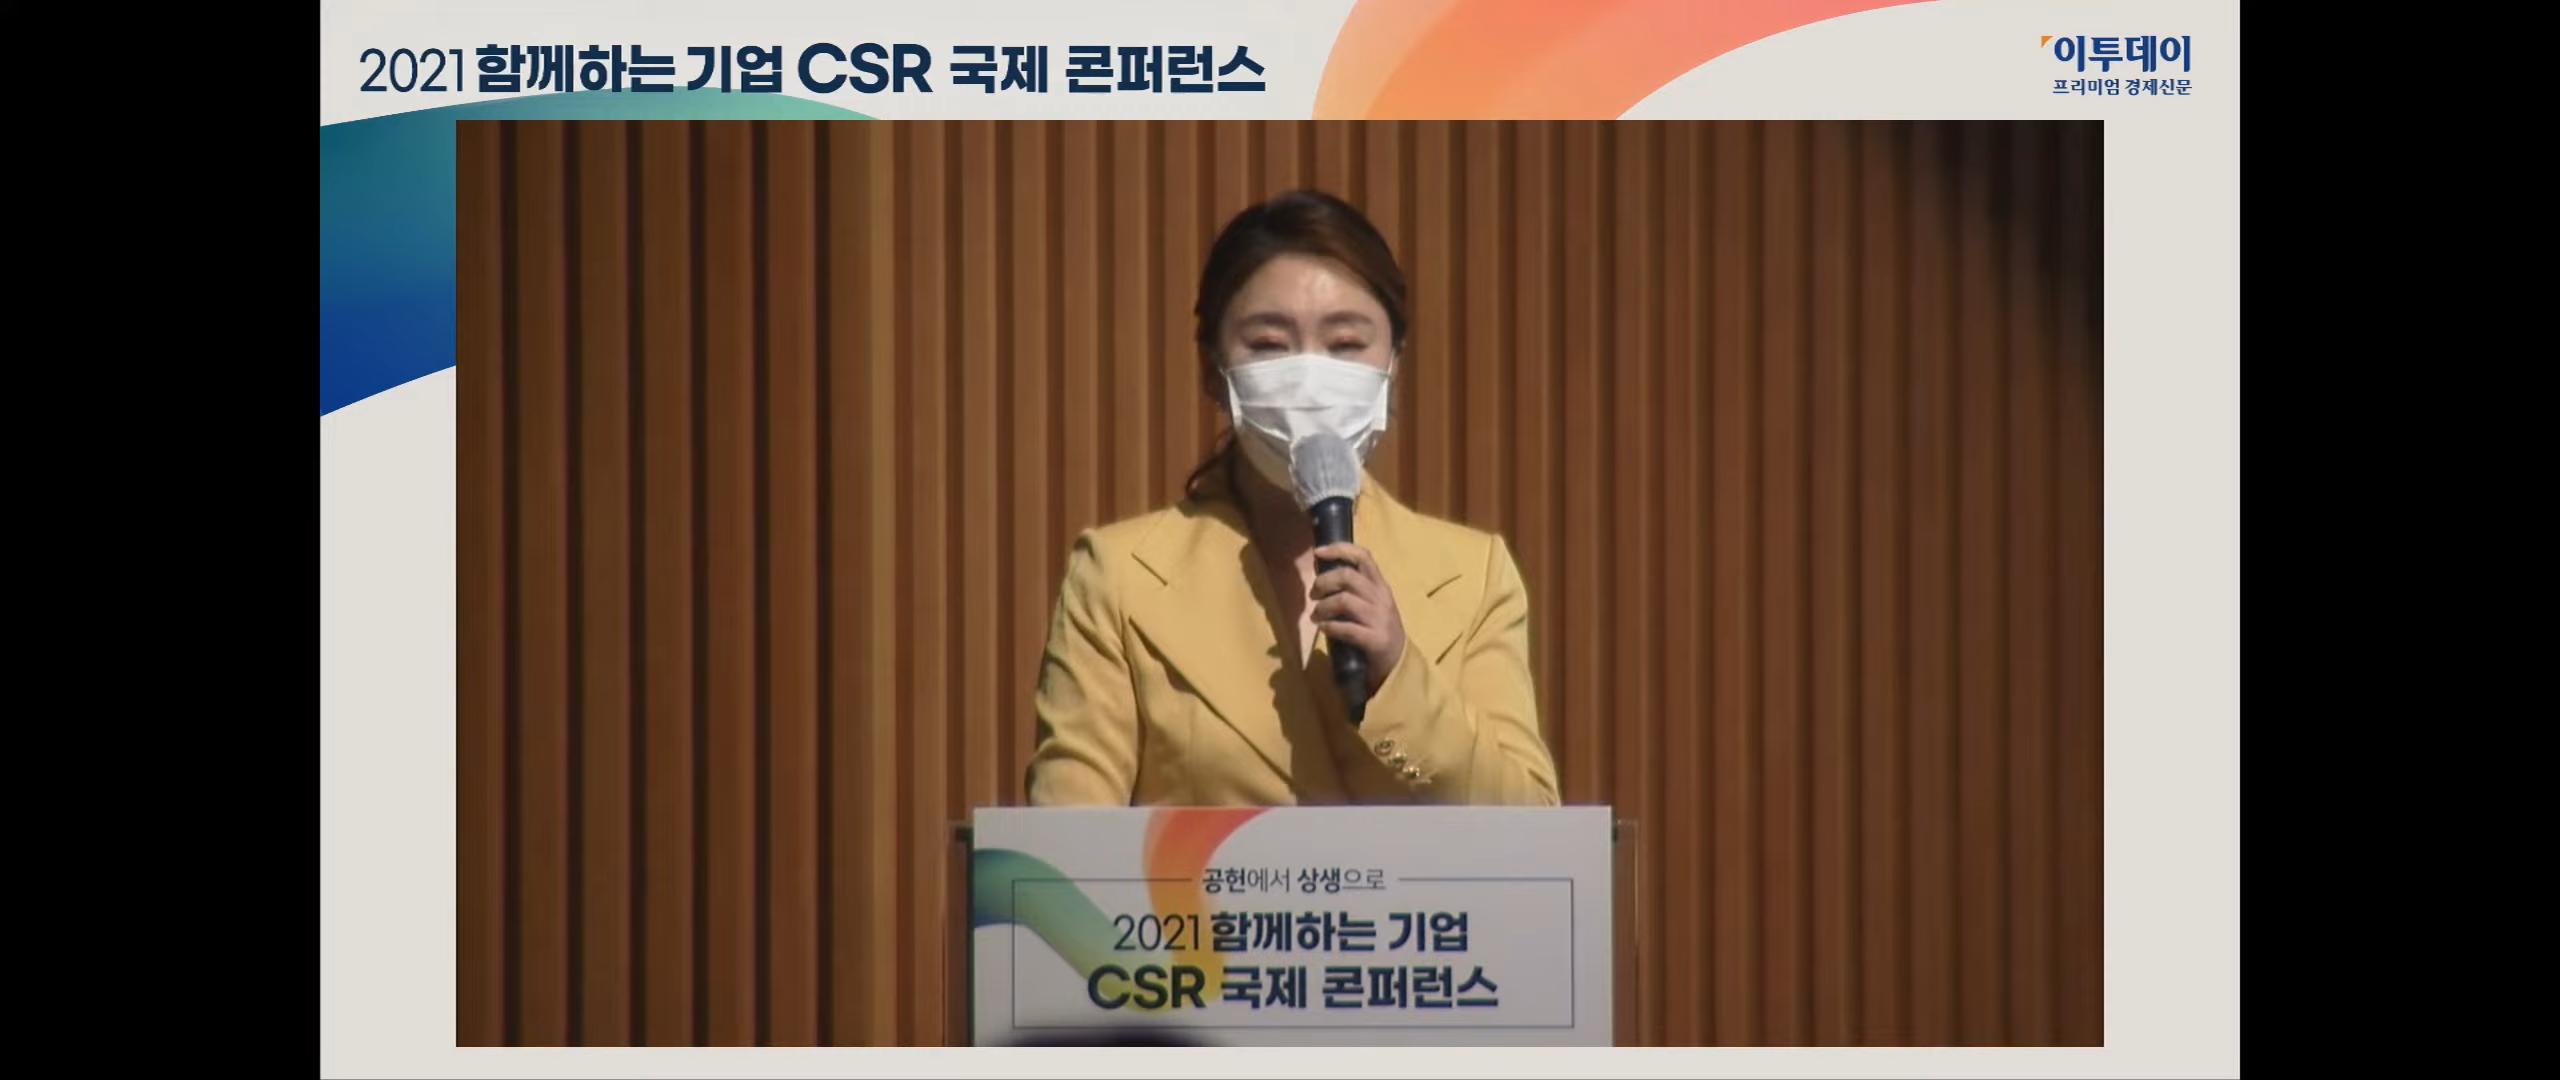 2021 함께하는 기업 CSR 국제 콘퍼런스
이투데이
프리미엄 경제신문
공헌에서 상생으로
2021 함께하는 기업
CSR 국제 콘퍼런스